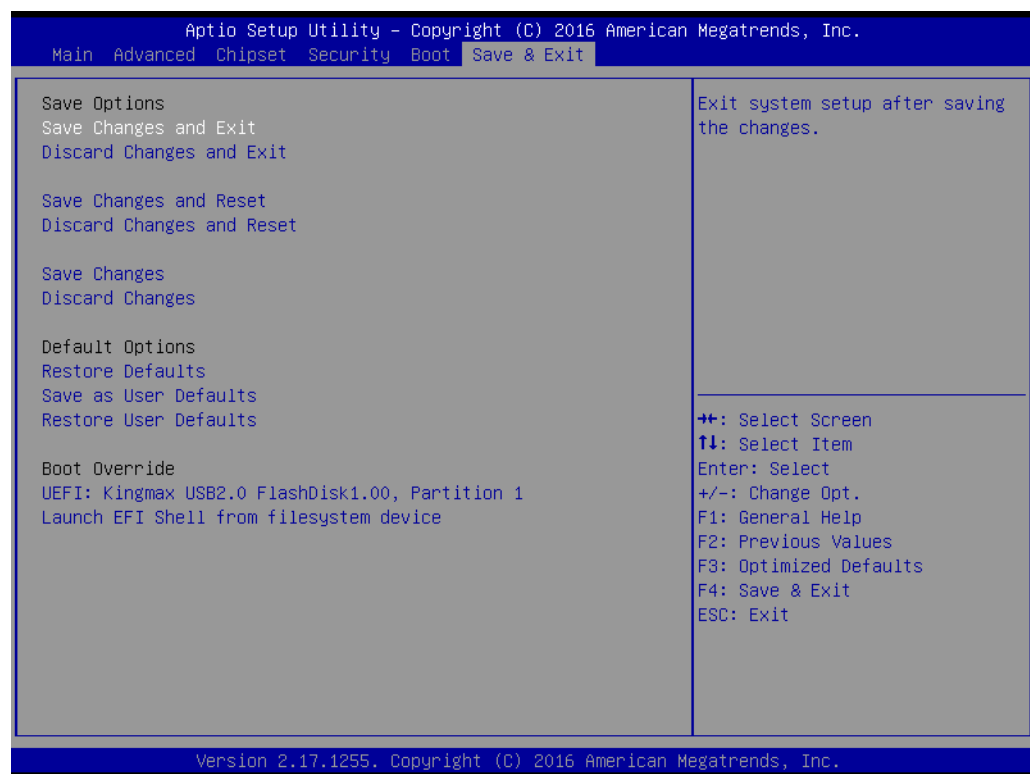 Aptio Setup Utility – Copyright (C) 2016 American Megatrends, Inc.
Main Advanced Chipset Security Boot Save & Exit
Save Options
Save Changes and Exit
Discard Changes and Exit
Save Changes and Reset
Discard Changes and Reset
Save Changes
Discard Changes
Default Options
Restore Defaults
Save as User Defaults
Restore User Defaults
Boot Override
UEFI: Kingmax USB2.0 FlashDisk1.00, Partition 1
Launch EFI Shell from filesystem device
Exit system setup after saving
the changes.
→←: Select Screen
↑↓: Select Item
Enter: Select
+/-: Change Opt.
F1: General Help
F2: Previous Values
F3: Optimized Defaults
F4: Save & Exit
ESC: Exit
Version 2.17.1255. Copyright (C) 2016 American Megatrends, Inc.